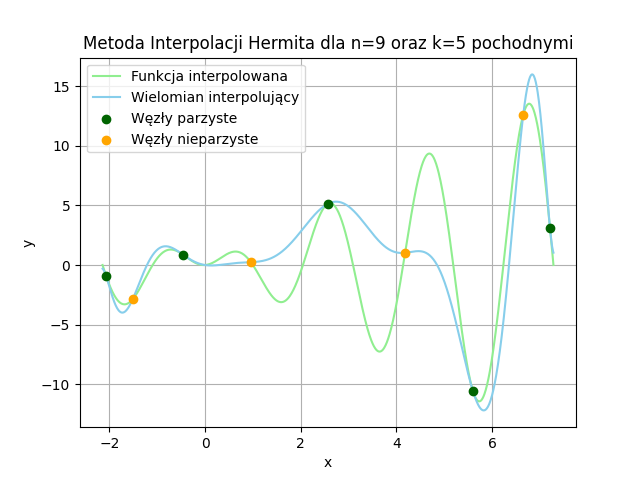 Metoda Interpolacji Hermita dla n=9 oraz k=5 pochodnymi
Funkcja interpolowana
Wielomian interpolujący
Węzły parzyste
Węzły nieparzyste
y
15
10
5
0
−5
−10
−2
0
2
4
6
x